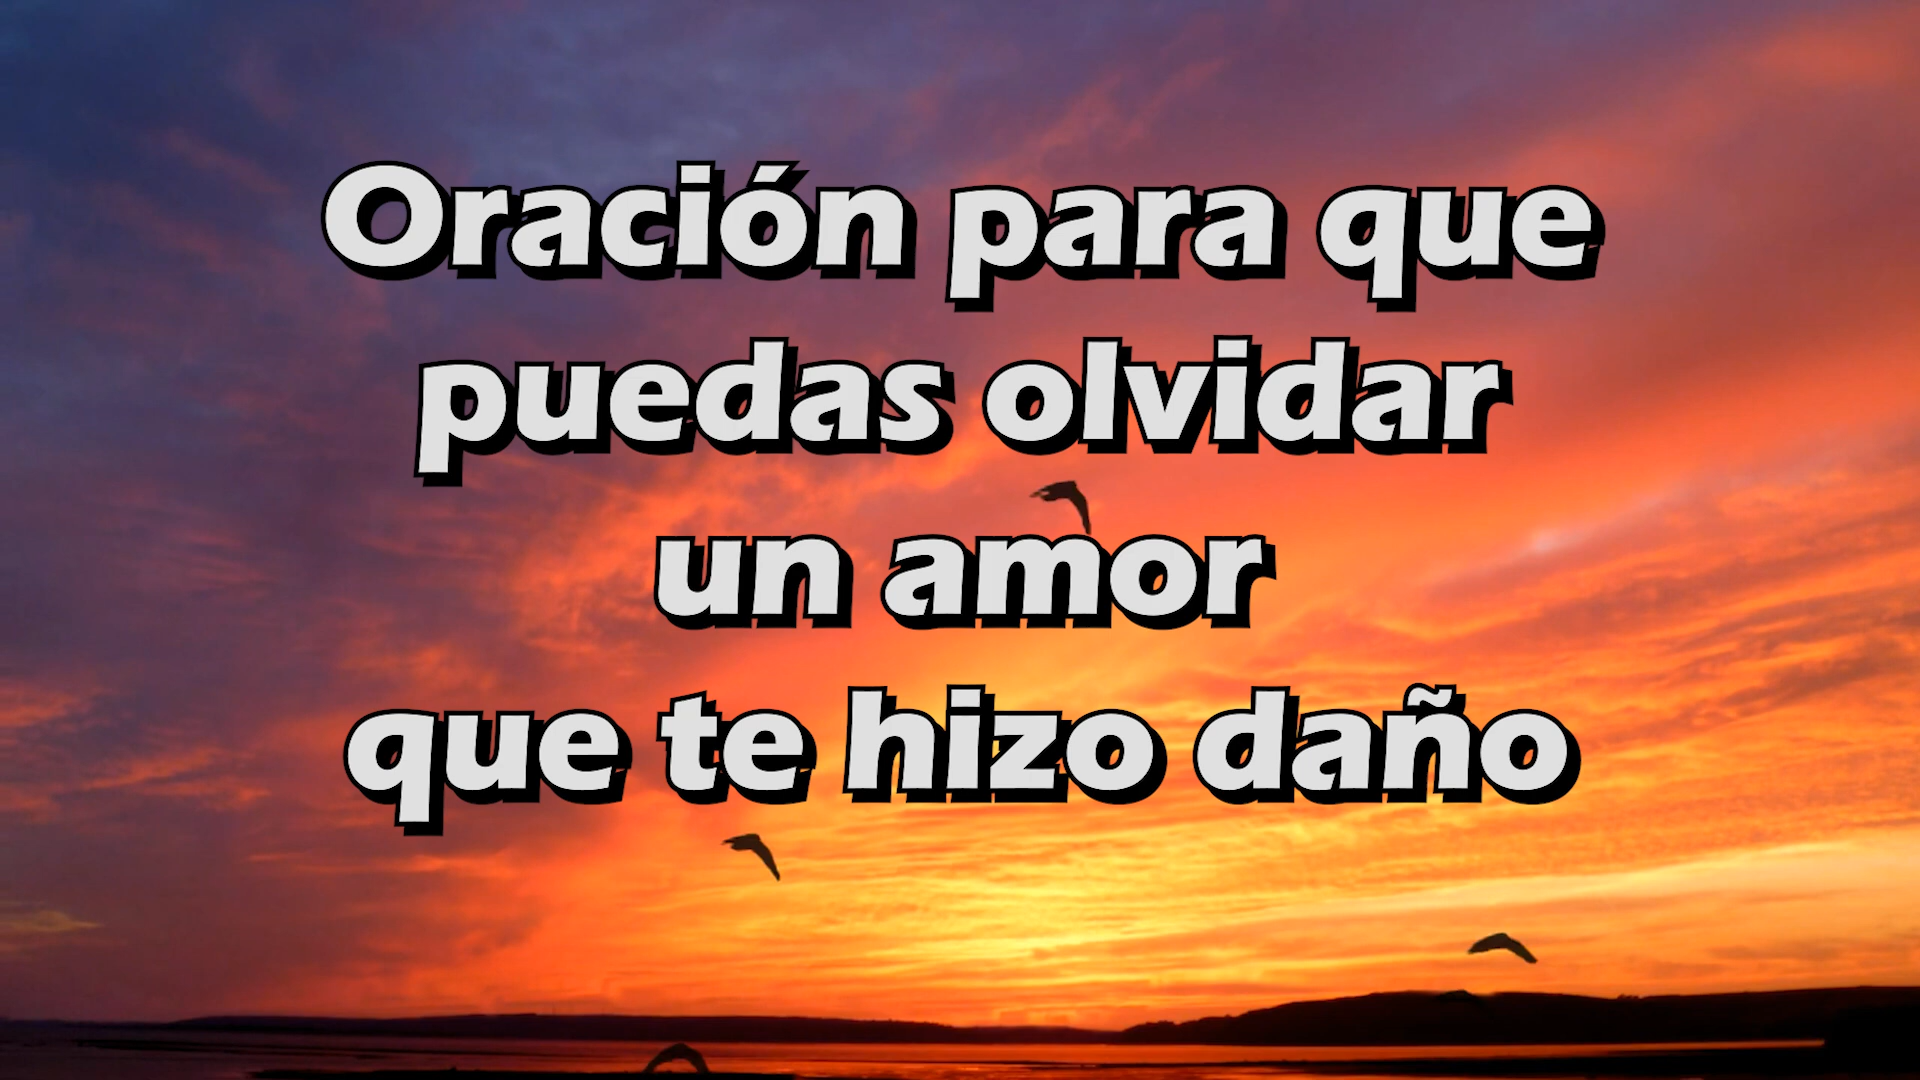 Oración para que
puedas olvidar
un amor
que te hizo daño